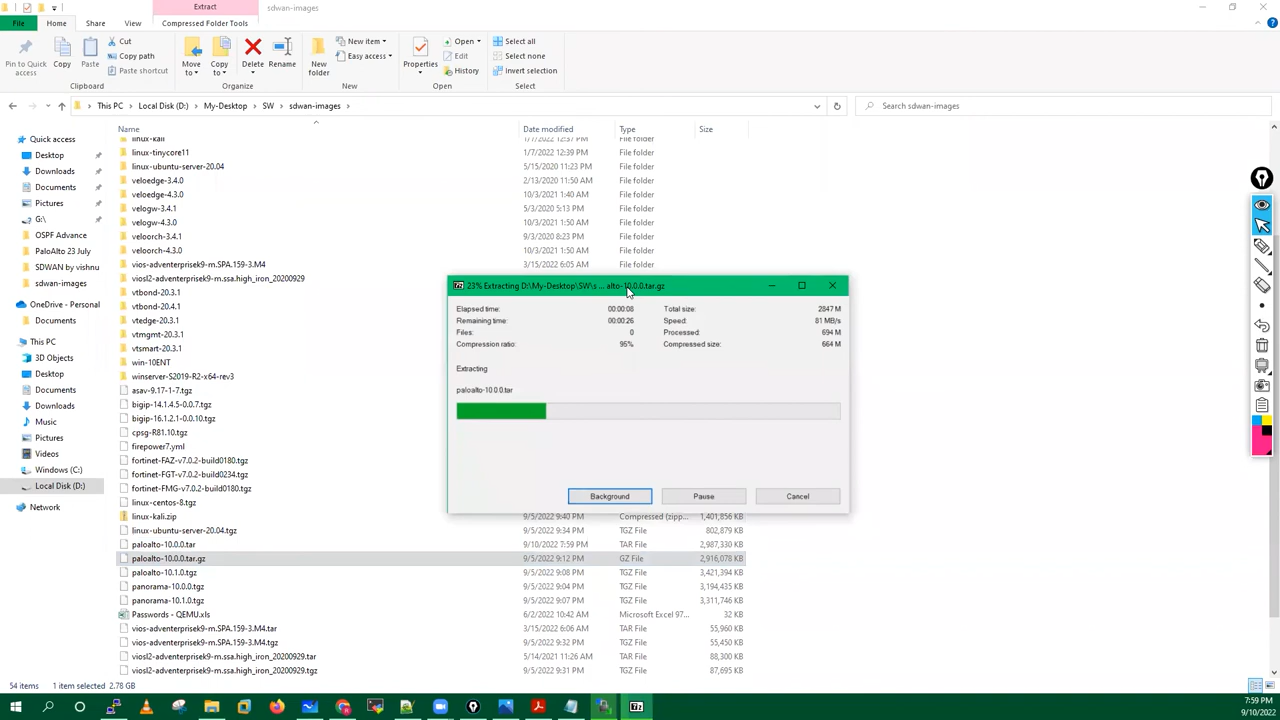 Extract
sdwan-images
File
Home
Share
View
Compressed Folder Tools
Pin to Quick access
Copy
Paste
Cut
Copy path
Paste shortcut
Clipboard
Move to
Copy to
Delete
Rename
Organize
New folder
New item
Easy access
New
Properties
Open
Edit
History
Open
Select all
Select none
Invert selection
Select
This PC > Local Disk (D:) > My-Desktop > SW > sdwan-images >
Search sdwan-images
Name Date modified Type Size
Quick access
Desktop
Downloads
Documents
Pictures
G:\
OSPF Advance
PaloAlto 23 July
SDWAN by vishnu
sdwan-images
OneDrive - Personal
Documents
This PC
3D Objects
Desktop
Documents
Downloads
Music
Pictures
Videos
Windows (C:)
Local Disk (D:)
Network
linux-kali 1/7/2022 12:37 PM File folder
linux-tinycore11 1/7/2022 12:39 PM File folder
linux-ubuntu-server-20.04 5/15/2020 11:23 PM File folder
veloedge-3.4.0 2/13/2020 11:50 AM File folder
veloedge-4.3.0 10/3/2021 1:40 AM File folder
velogw-3.4.1 5/3/2020 5:13 PM File folder
velogw-4.3.0 10/3/2021 1:50 AM File folder
veloorch-3.4.1 9/3/2020 8:23 PM File folder
veloorch-4.3.0 10/3/2021 1:50 AM File folder
vios-adventerprisek9-m.SPA.159-3.M4 3/15/2022 6:05 AM File folder
viosl2-adventerprisek9-m.ssa.high_iron_20200929
vtbond-20.3.1
vtbond-20.4.1
vtedge-20.3.1
vtmgmt-20.3.1
vtsmart-20.3.1
win-10ENT
winserver-S2019-R2-x64-rev3
asav-9.17-1-7.tgz
bigip-14.1.4.5-0.0.7.tgz
bigip-16.1.2.1-0.0.10.tgz
cpsg-R81.10.tgz
firepower7.yml
fortinet-FAZ-v7.0.2-build0180.tgz
fortinet-FGT-v7.0.2-build0234.tgz
fortinet-FMG-v7.0.2-build0180.tgz
linux-centos-8.tgz
linux-kali.zip 9/5/2022 9:40 PM Compressed (zipp... 1,401,856 KB
linux-ubuntu-server-20.04.tgz 9/5/2022 9:34 PM TGZ File 802,879 KB
paloalto-10.0.0.tar 9/10/2022 7:59 PM TAR File 2,987,330 KB
paloalto-10.0.0.tar.gz 9/5/2022 9:12 PM GZ File 2,916,078 KB
paloalto-10.1.0.tgz 9/5/2022 9:08 PM TGZ File 3,421,394 KB
panorama-10.0.0.tgz 9/5/2022 9:08 PM TGZ File 3,194,435 KB
panorama-10.1.0.tgz 9/5/2022 9:07 PM TGZ File 3,311,746 KB
Passwords - QEMU.xls 6/2/2022 10:42 AM Microsoft Excel 97... 32 KB
vios-adventerprisek9-m.SPA.159-3.M4.tar 3/15/2022 6:06 AM TAR File 55,960 KB
vios-adventerprisek9-m.SPA.159-3.M4.tgz 9/5/2022 9:32 PM TGZ File 55,450 KB
viosl2-adventerprisek9-m.ssa.high_iron_20200929.tar 5/14/2021 11:26 AM TAR File 88,300 KB
viosl2-adventerprisek9-m.ssa.high_iron_20200929.tgz 9/5/2022 9:31 PM TGZ File 87,695 KB
7z 23% Extracting D:\My-Desktop\SW\s ... alto-10.0.0.tar.gz
Elapsed time: 00:00:08 Total size: 2847 M
Remaining time: 00:00:26 Speed: 81 MB/s
Files: 0 Processed: 694 M
Compression ratio: 95% Compressed size: 664 M
Extracting
paloalto-10.0.0.tar
Background Pause Cancel
54 items 1 item selected 2.78 GB
7z
7:59 PM
9/10/2022